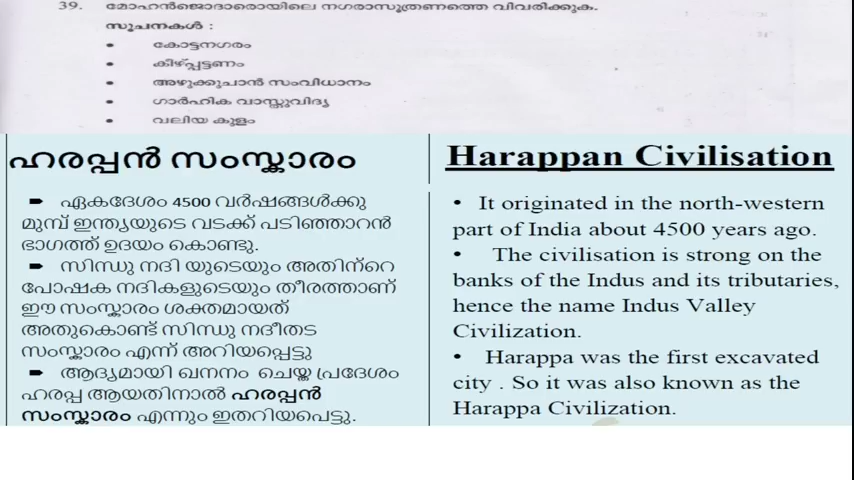 39. മോഹൻജൊദാരൊയിലെ നഗരാസൂത്രണത്തെ വിവരിക്കുക.
സൂചനകൾ :
• കോട്ടനഗരം
• കീഴ്പ്പട്ടണം
• അഴുക്കുചാൽ സംവിധാനം
• ഗാർഹിക വാസ്തുവിദ്യ
• വലിയ കുളം
ഹരപ്പൻ സംസ്കാരം
ഏകദേശം 4500 വർഷങ്ങൾക്കു
മുമ്പ് ഇന്ത്യയുടെ വടക്ക് പടിഞ്ഞാറൻ
ഭാഗത്ത് ഉദയം കൊണ്ടു.
സിന്ധു നദി യുടെയും അതിന്റെ
പോഷക നദികളുടെയും തീരത്താണ്
ഈ സംസ്കാരം ശക്തമായത്
അതുകൊണ്ട് സിന്ധു നദീതട
സംസ്കാരം എന്ന് അറിയപ്പെട്ടു
ആദ്യമായി ഖനനം ചെയ്ത പ്രദേശം
ഹരപ്പ ആയതിനാൽ ഹരപ്പൻ
സംസ്കാരം എന്നും ഇതറിയപെട്ടു.
Harappan Civilisation
• It originated in the north-western
part of India about 4500 years ago.
• The civilisation is strong on the
banks of the Indus and its tributaries,
hence the name Indus Valley
Civilization.
• Harappa was the first excavated
city . So it was also known as the
Harappa Civilization.